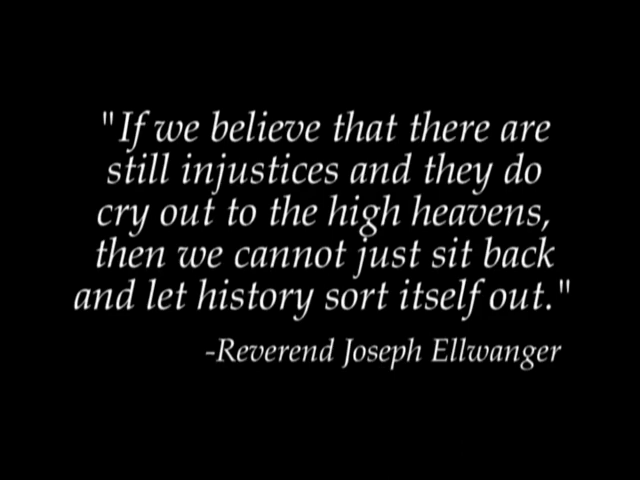 "If we believe that there are
still injustices and they do
cry out to the high heavens,
then we cannot just sit back
and let history sort itself out."
-Reverend Joseph Ellwanger